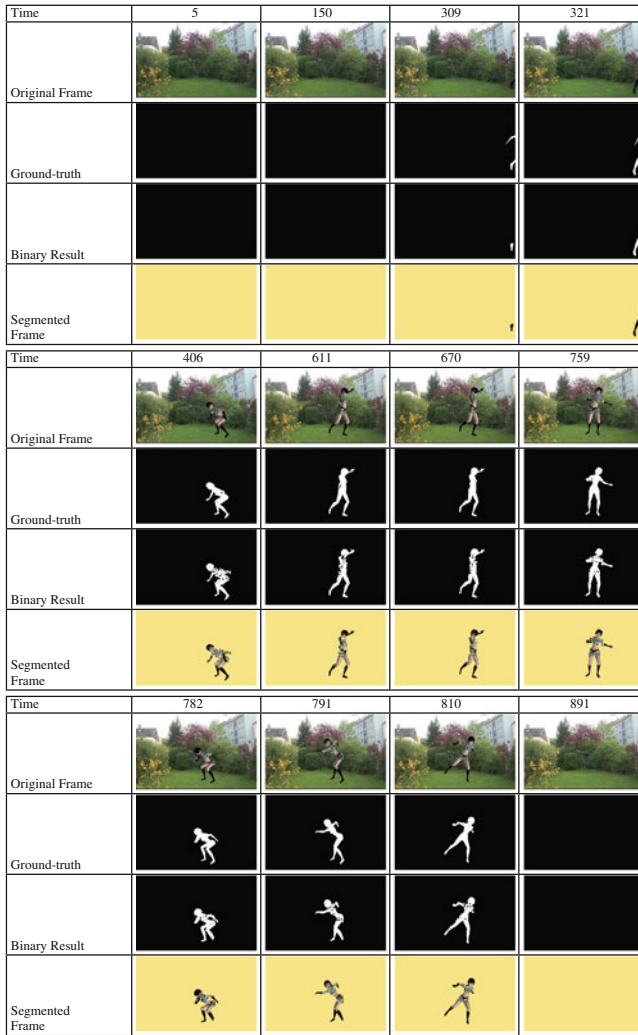 Time 5 150 309 321
Original Frame
Ground-truth
Binary Result
Segmented
Frame
Time 406 611 670 759
Original Frame
Ground-truth
Binary Result
Segmented
Frame
Time 782 791 810 891
Original Frame
Ground-truth
Binary Result
Segmented
Frame